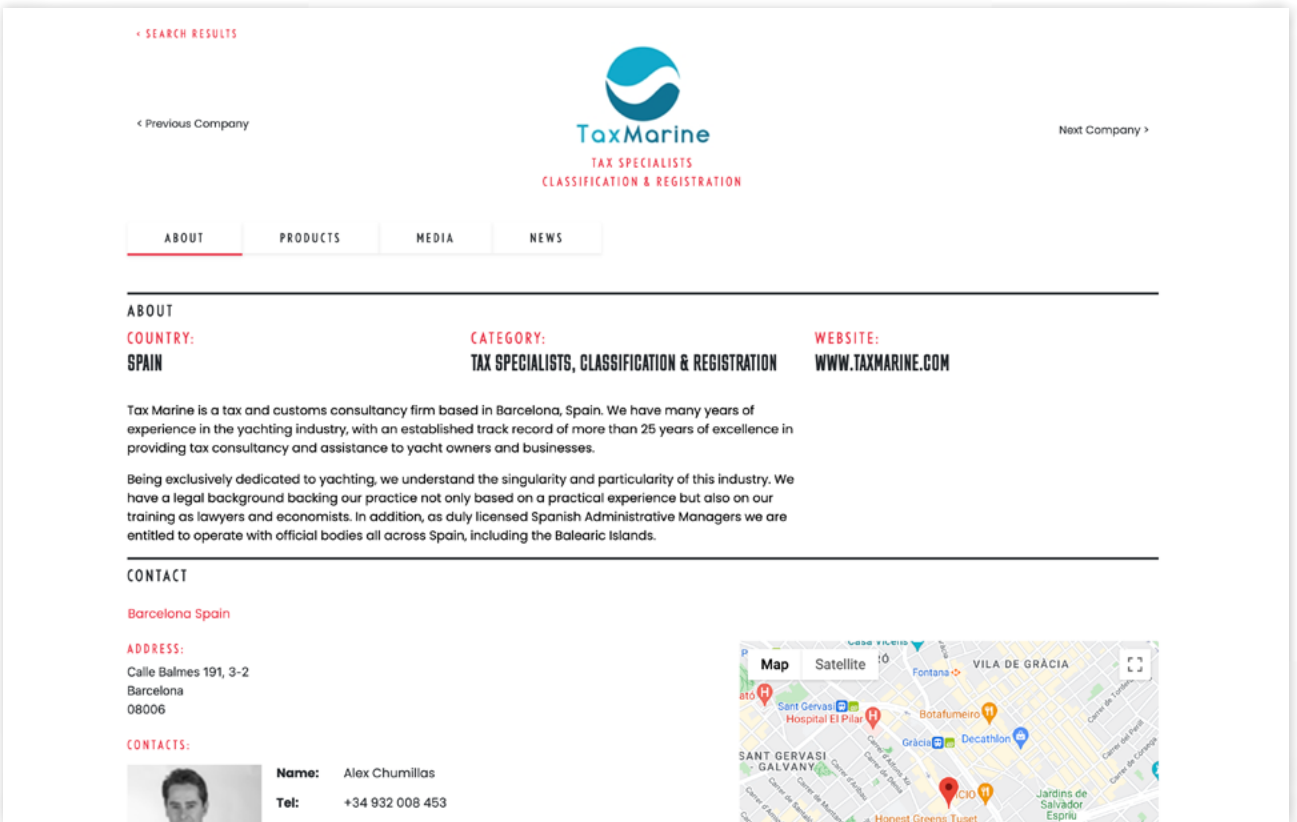 < SEARCH RESULTS
< Previous Company
TaxMarine
Next Company >
TAX SPECIALISTS
CLASSIFICATION & REGISTRATION
ABOUT PRODUCTS MEDIA NEWS
ABOUT
COUNTRY: CATEGORY: WEBSITE:
SPAIN TAX SPECIALISTS, CLASSIFICATION & REGISTRATION WWW.TAXMARINE.COM
Tax Marine is a tax and customs consultancy firm based in Barcelona, Spain. We have many years of
experience in the yachting industry, with an established track record of more than 25 years of excellence in
providing tax consultancy and assistance to yacht owners and businesses.
Being exclusively dedicated to yachting, we understand the singularity and particularity of this industry. We
have a legal background backing our practice not only based on a practical experience but also on our
training as lawyers and economists. In addition, as duly licensed Spanish Administrative Managers we are
entitled to operate with official bodies all across Spain, including the Balearic Islands.
CONTACT
Barcelona Spain
ADDRESS:
Calle Balmes 191, 3-2
Barcelona
08006
CONTACTS:
Name: Alex Chumillas
Tel: +34 932 008 453
Casa Vicens
Map Satellite
Fontana
VILA DE GRÀCIA
Sant Gervasi
Hospital El Pilar
Botafumeiro
Gràcia
Decathlon
SANT GERVASI
- GALVANY
Jardins de
Salvador
Espriu
Honest Greens Tuset